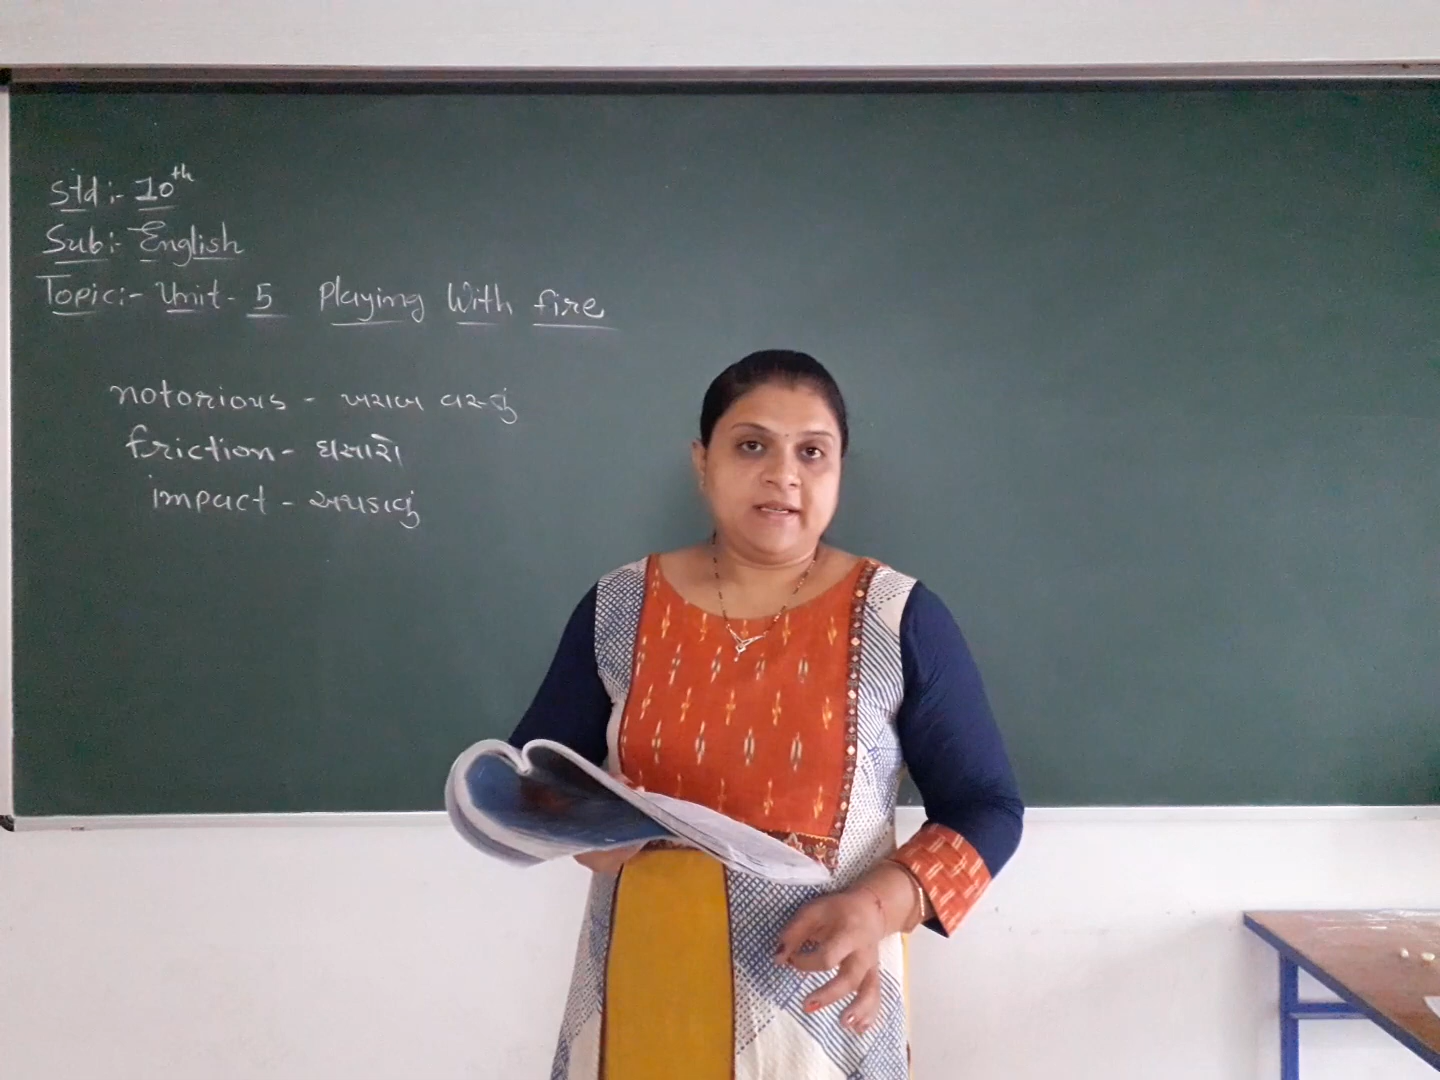 Std:- 10th
Sub:- English
Topic:- Unit-5 Playing With fire
notorious - ખરાબ વસ્તું
friction - ઘસારો
impact - અથડાવું